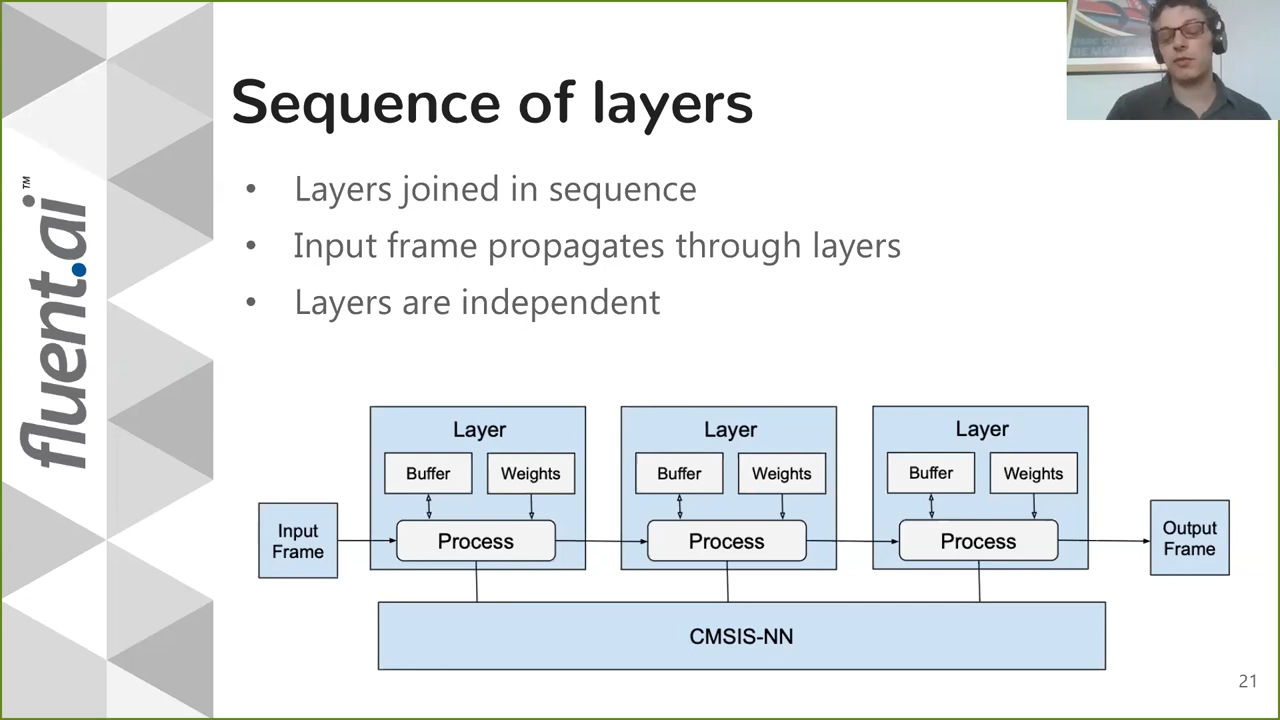 Sequence of layers
• Layers joined in sequence
• Input frame propagates through layers
• Layers are independent
fluent.ai™
Layer
Buffer
Weights
Process
Layer
Buffer
Weights
Process
Layer
Buffer
Weights
Process
Input
Frame
Output
Frame
CMSIS-NN
21